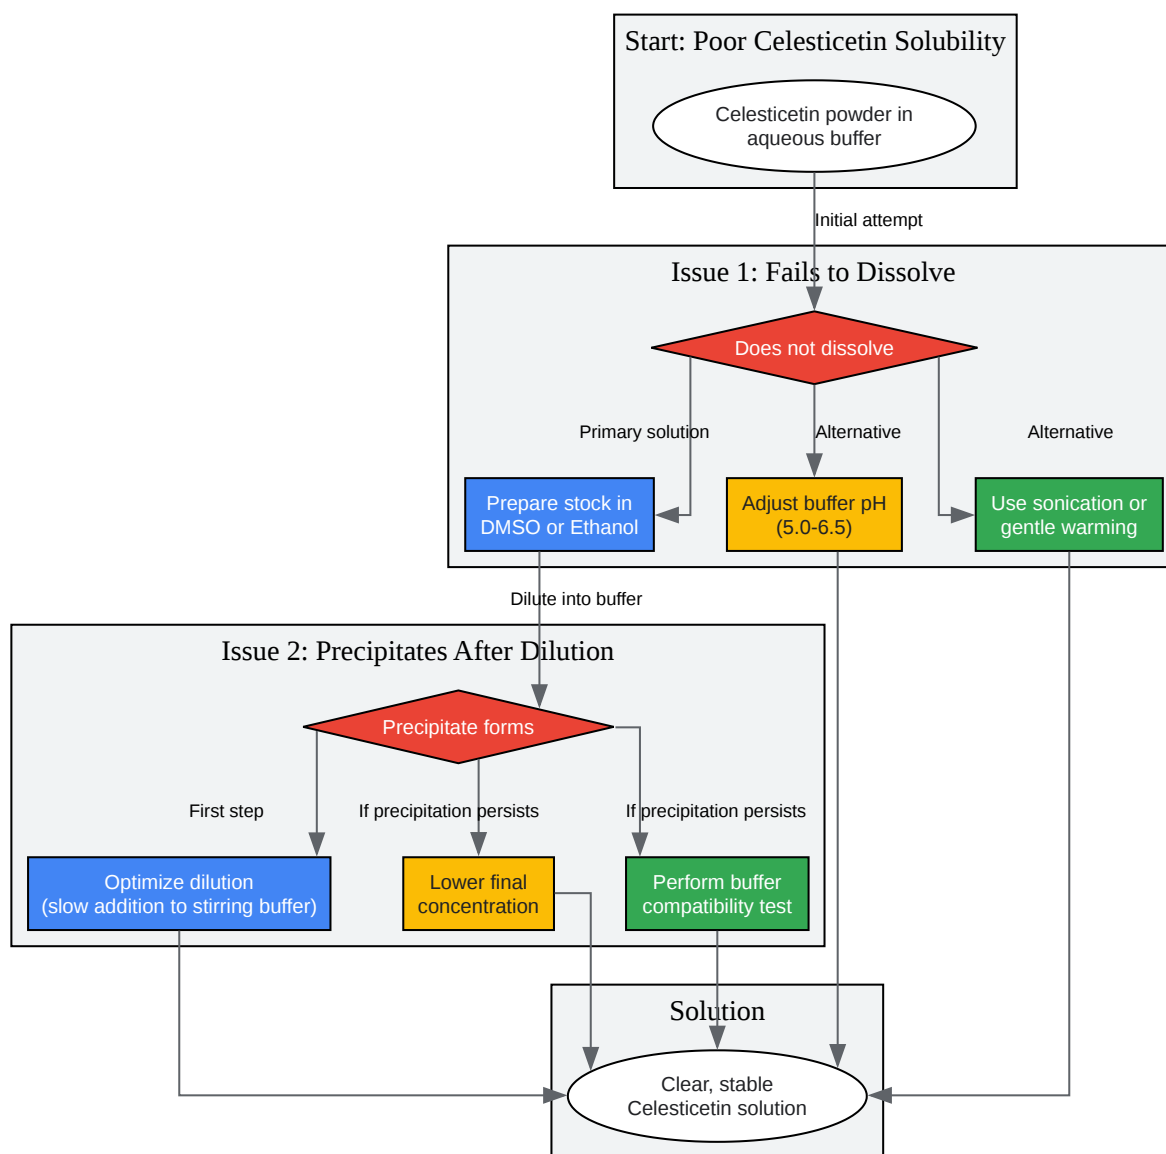 Start: Poor Celesticetin Solubility
Celesticetin powder in
aqueous buffer
Initial attempt
Issue 1: Fails to Dissolve
Does not dissolve
Primary solution
Alternative
Alternative
Prepare stock in
DMSO or Ethanol
Adjust buffer pH
(5.0-6.5)
Use sonication or
gentle warming
Dilute into buffer
Issue 2: Precipitates After Dilution
Precipitate forms
First step
If precipitation persists
If precipitation persists
Optimize dilution
(slow addition to stirring buffer)
Lower final
concentration
Perform buffer
compatibility test
Solution
Clear, stable
Celesticetin solution